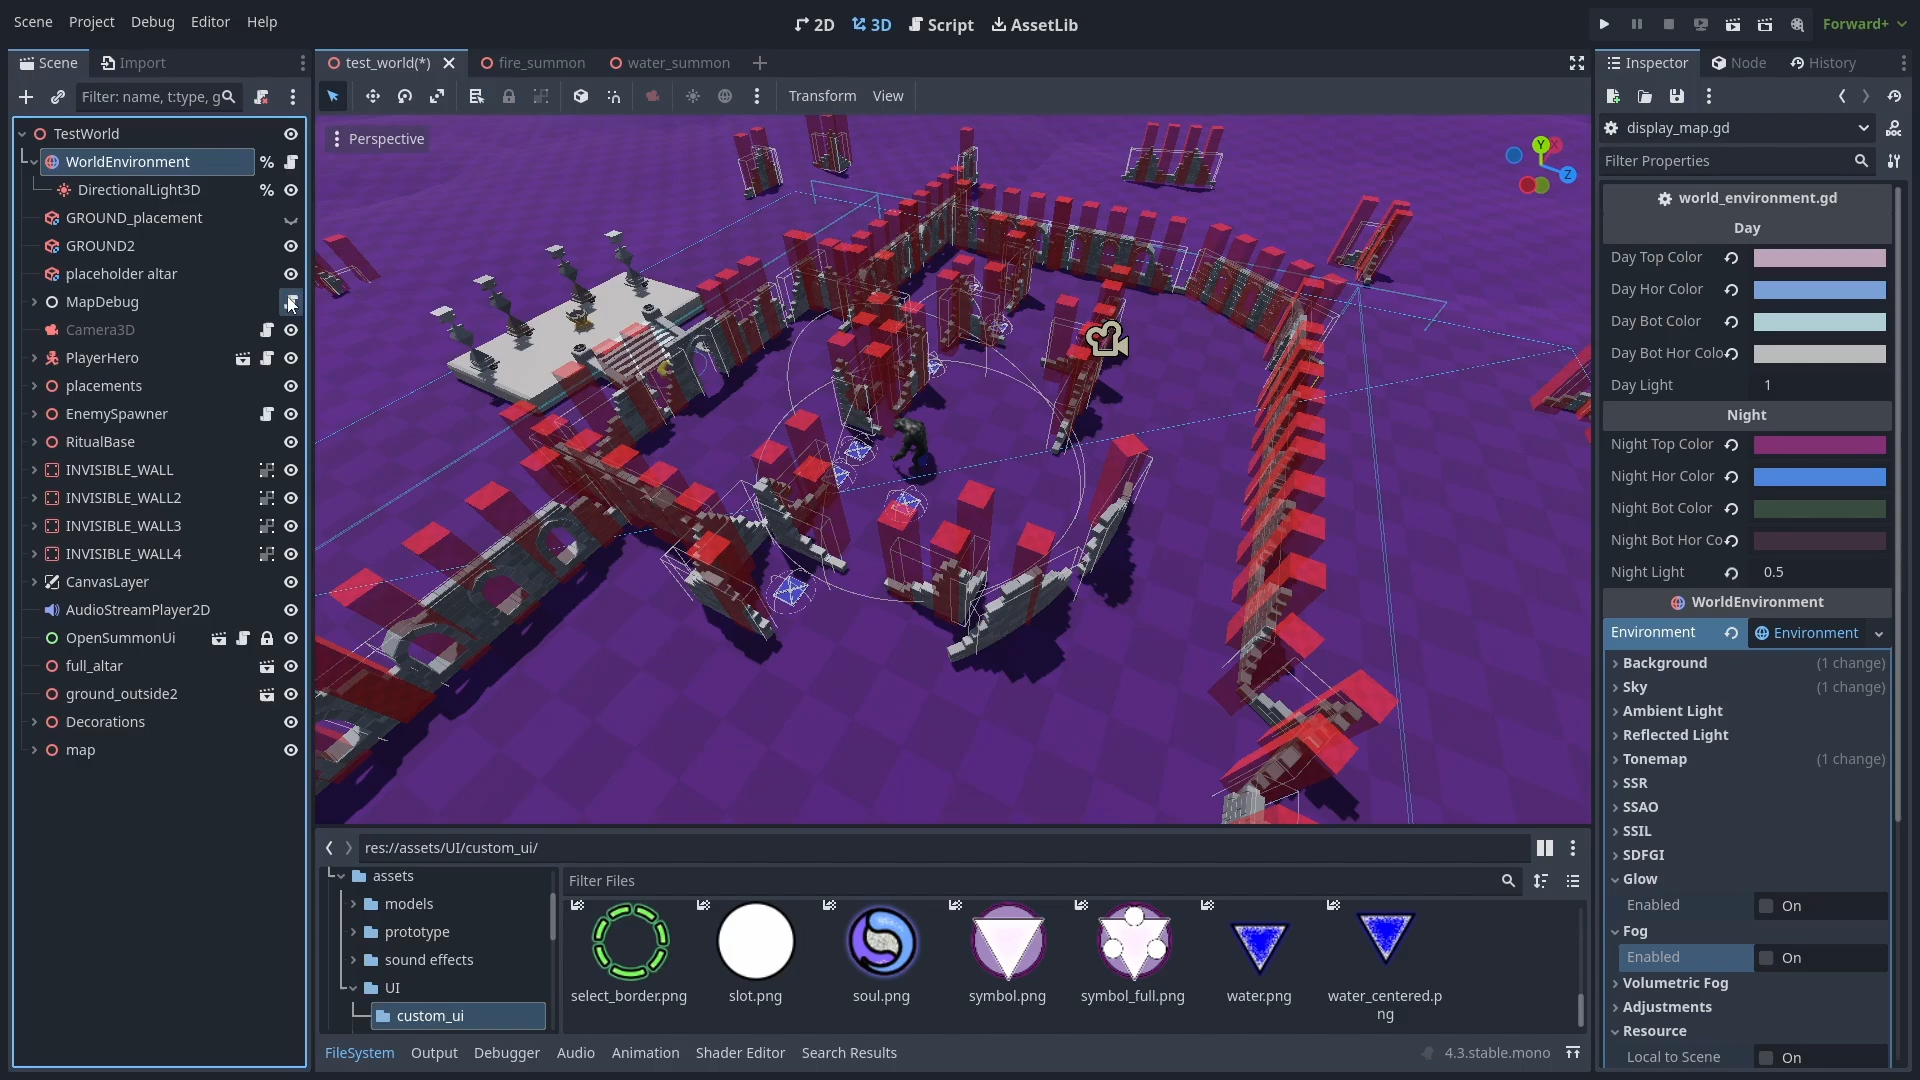 Scene
Project
Debug
Editor
Help
2D
3D
Script
AssetLib
Forward+
Scene
Import
test_world(*)
fire_summon
water_summon
Inspector
Node
History
Filter: name, t:type, g
Transform
View
TestWorld
WorldEnvironment
%
DirectionalLight3D
%
GROUND_placement
GROUND2
placeholder altar
MapDebug
Camera3D
PlayerHero
placements
EnemySpawner
RitualBase
INVISIBLE_WALL
INVISIBLE_WALL2
INVISIBLE_WALL3
INVISIBLE_WALL4
CanvasLayer
AudioStreamPlayer2D
OpenSummonUi
full_altar
ground_outside2
Decorations
map
Perspective
Y
X
Z
res://assets/UI/custom_ui/
assets
models
prototype
sound effects
UI
custom_ui
Filter Files
select_border.png
slot.png
soul.png
symbol.png
symbol_full.png
water.png
water_centered.p
ng
FileSystem
Output
Debugger
Audio
Animation
Shader Editor
Search Results
4.3.stable.mono
display_map.gd
DOC
Filter Properties
world_environment.gd
Day
Day Top Color
Day Hor Color
Day Bot Color
Day Bot Hor Colo
Day Light
1
Night
Night Top Color
Night Hor Color
Night Bot Color
Night Bot Hor Co
Night Light
0.5
WorldEnvironment
Environment
Environment
Background
(1 change)
Sky
(1 change)
Ambient Light
Reflected Light
Tonemap
(1 change)
SSR
SSAO
SSIL
SDFGI
Glow
Enabled
On
Fog
Enabled
On
Volumetric Fog
Adjustments
Resource
Local to Scene
On